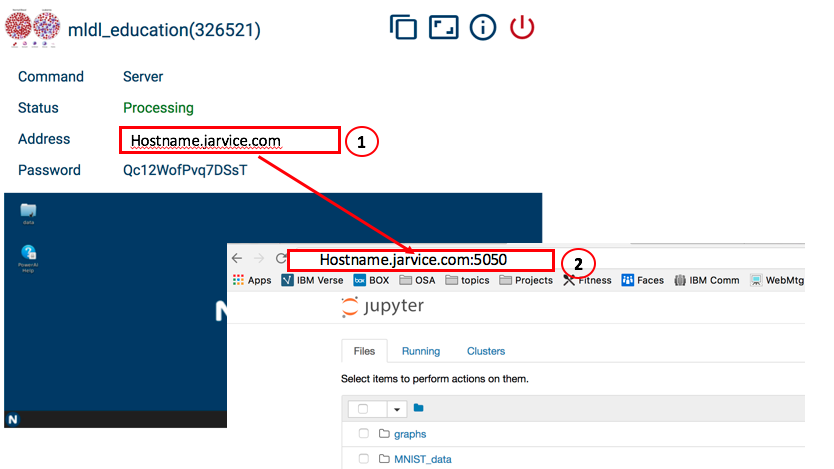 mldl_education(326521)
Command Server
Status Processing
Address Hostname.jarvice.com 1
Password Qc12WofPvq7DSsT
data
PowerAI
Help
N
N
Hostname.jarvice.com:5050 2
Apps IBM Verse box BOX OSA topics Projects Fitness Faces IBM Comm WebMtg
jupyter
Files Running Clusters
Select items to perform actions on them.
graphs
MNIST_data